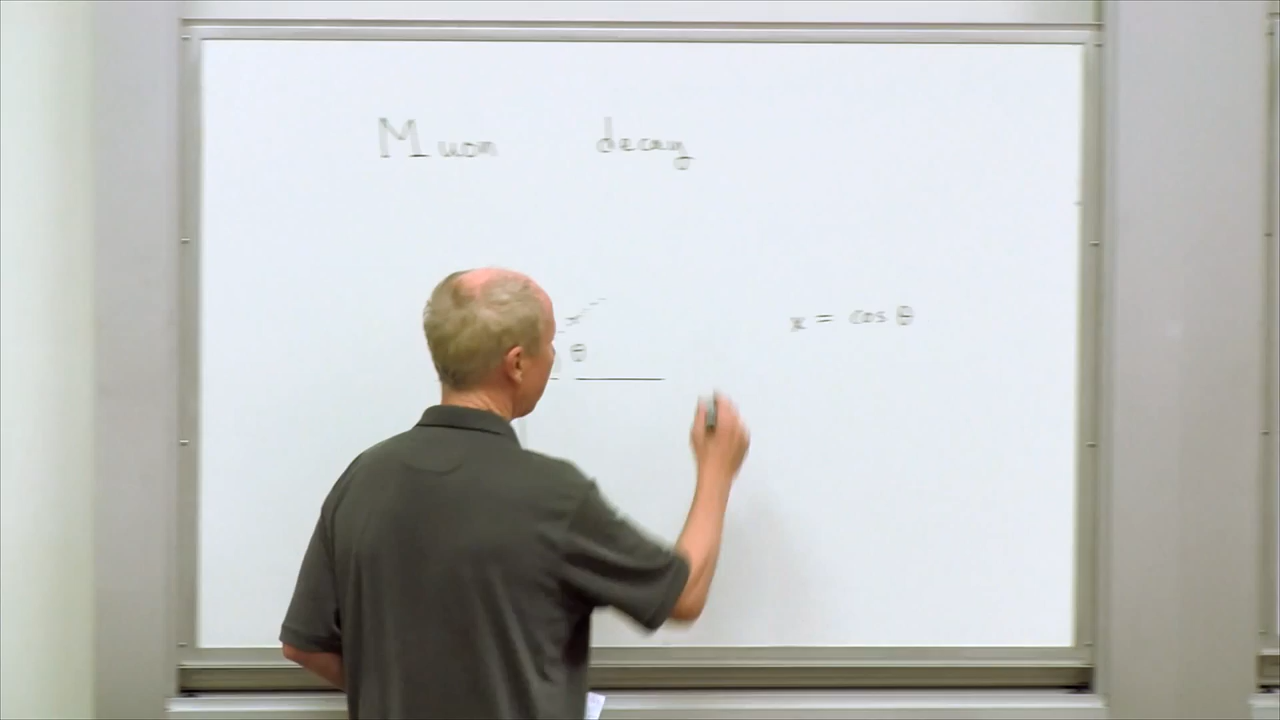 Muon decay
x = cos θ
θ